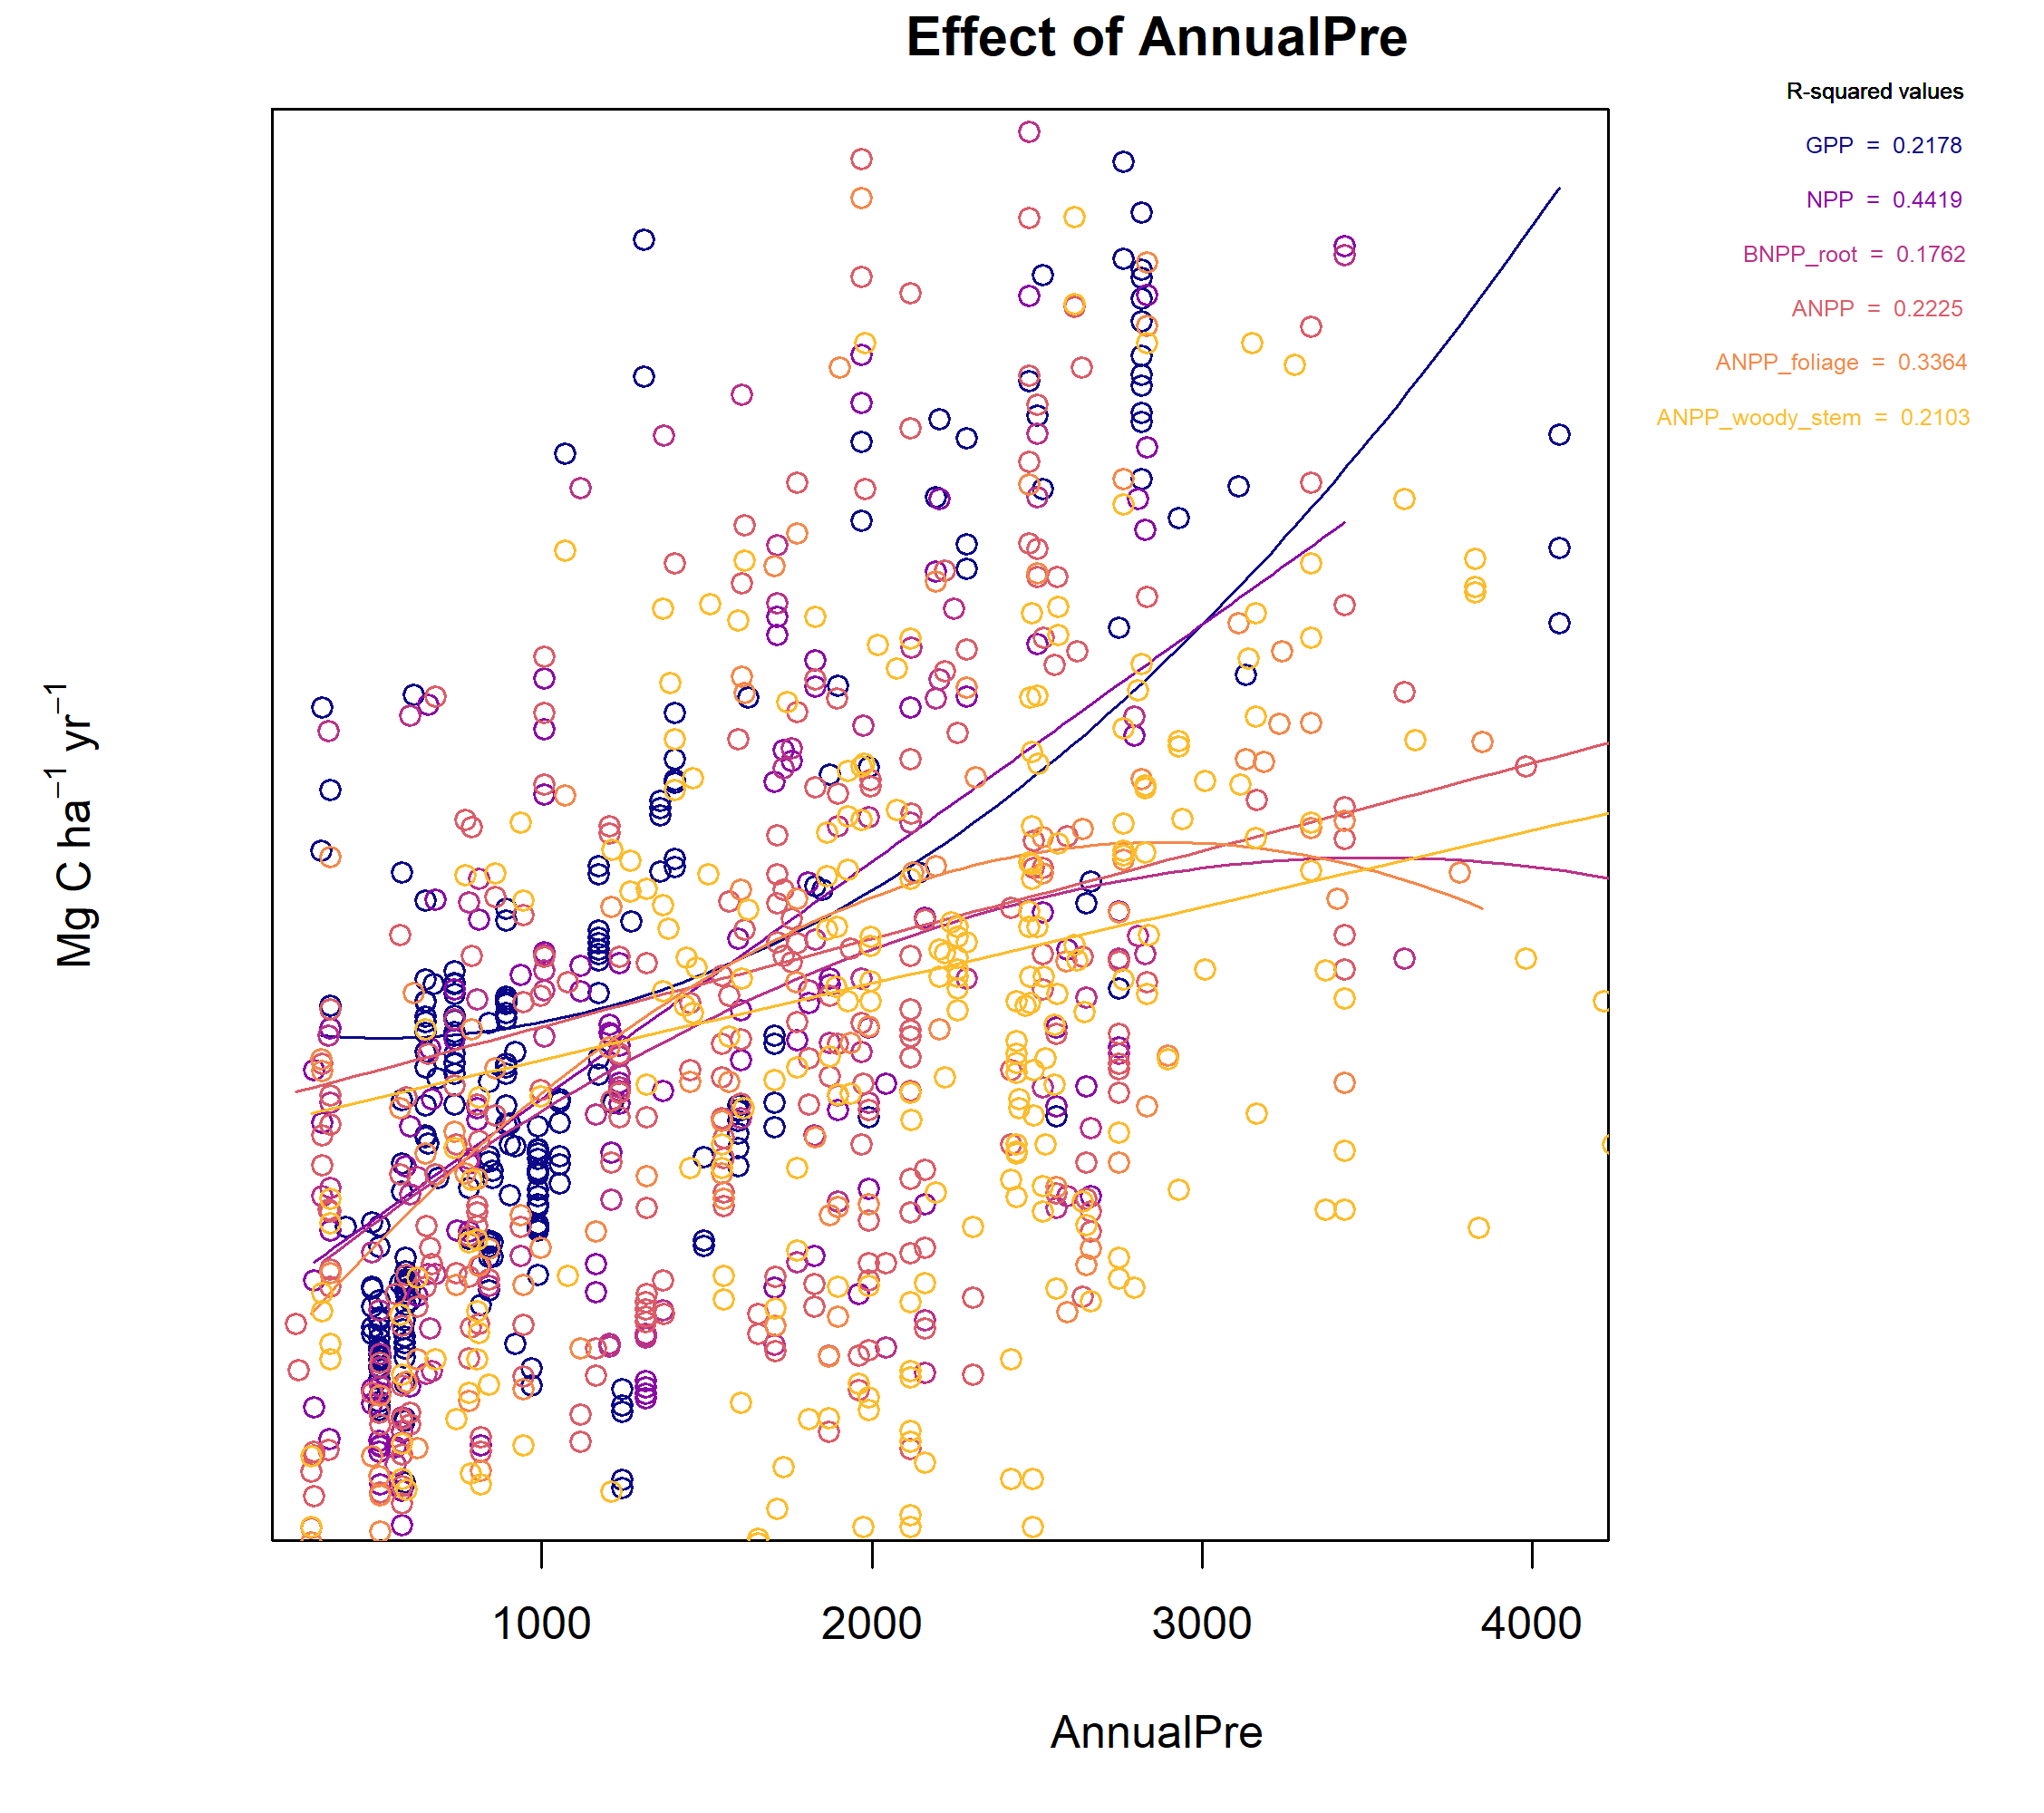 Effect of AnnualPre
R-squared values
GPP = 0.2178
NPP = 0.4419
BNPP_root = 0.1762
ANPP = 0.2225
ANPP_foliage = 0.3364
ANPP_woody_stem = 0.2103
Mg C ha⁻¹ yr⁻¹
1000 2000 3000 4000
AnnualPre